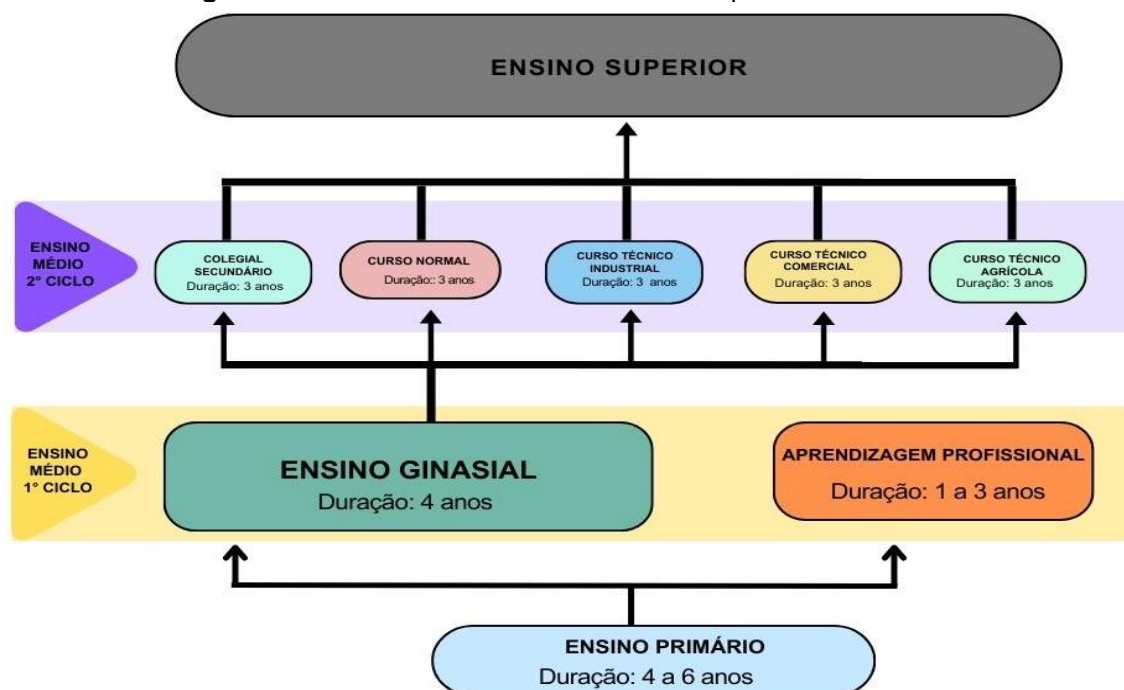 ENSINO SUPERIOR
ENSINO
MÉDIO
2° CICLO
COLEGIAL
SECUNDÁRIO
Duração: 3 anos
CURSO NORMAL
Duração:: 3 anos
CURSO TÉCNICO
INDUSTRIAL
Duração: 3 anos
CURSO TÉCNICO
COMERCIAL
Duração: 3 anos
CURSO TÉCNICO
AGRÍCOLA
Duração: 3 anos
ENSINO
MÉDIO
1° CICLO
ENSINO GINASIAL
Duração: 4 anos
APRENDIZAGEM PROFISSIONAL
Duração: 1 a 3 anos
ENSINO PRIMÁRIO
Duração: 4 a 6 anos